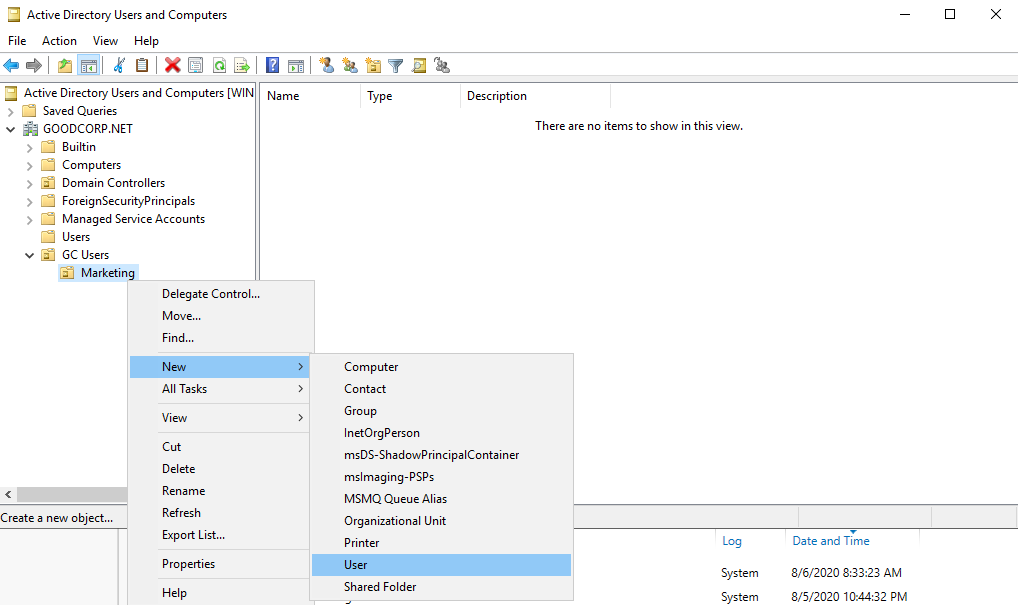 Active Directory Users and Computers
File Action View Help
Active Directory Users and Computers [WIN
Saved Queries
GOODCORP.NET
Builtin
Computers
Domain Controllers
ForeignSecurityPrincipals
Managed Service Accounts
Users
GC Users
Marketing
Name Type Description
There are no items to show in this view.
Delegate Control...
Move...
Find...
New
All Tasks
View
Cut
Delete
Rename
Refresh
Export List...
Properties
Help
Computer
Contact
Group
InetOrgPerson
msDS-ShadowPrincipalContainer
msImaging-PSPs
MSMQ Queue Alias
Organizational Unit
Printer
User
Shared Folder
Create a new object...
Log Date and Time
System 8/6/2020 8:33:23 AM
System 8/5/2020 10:44:32 PM